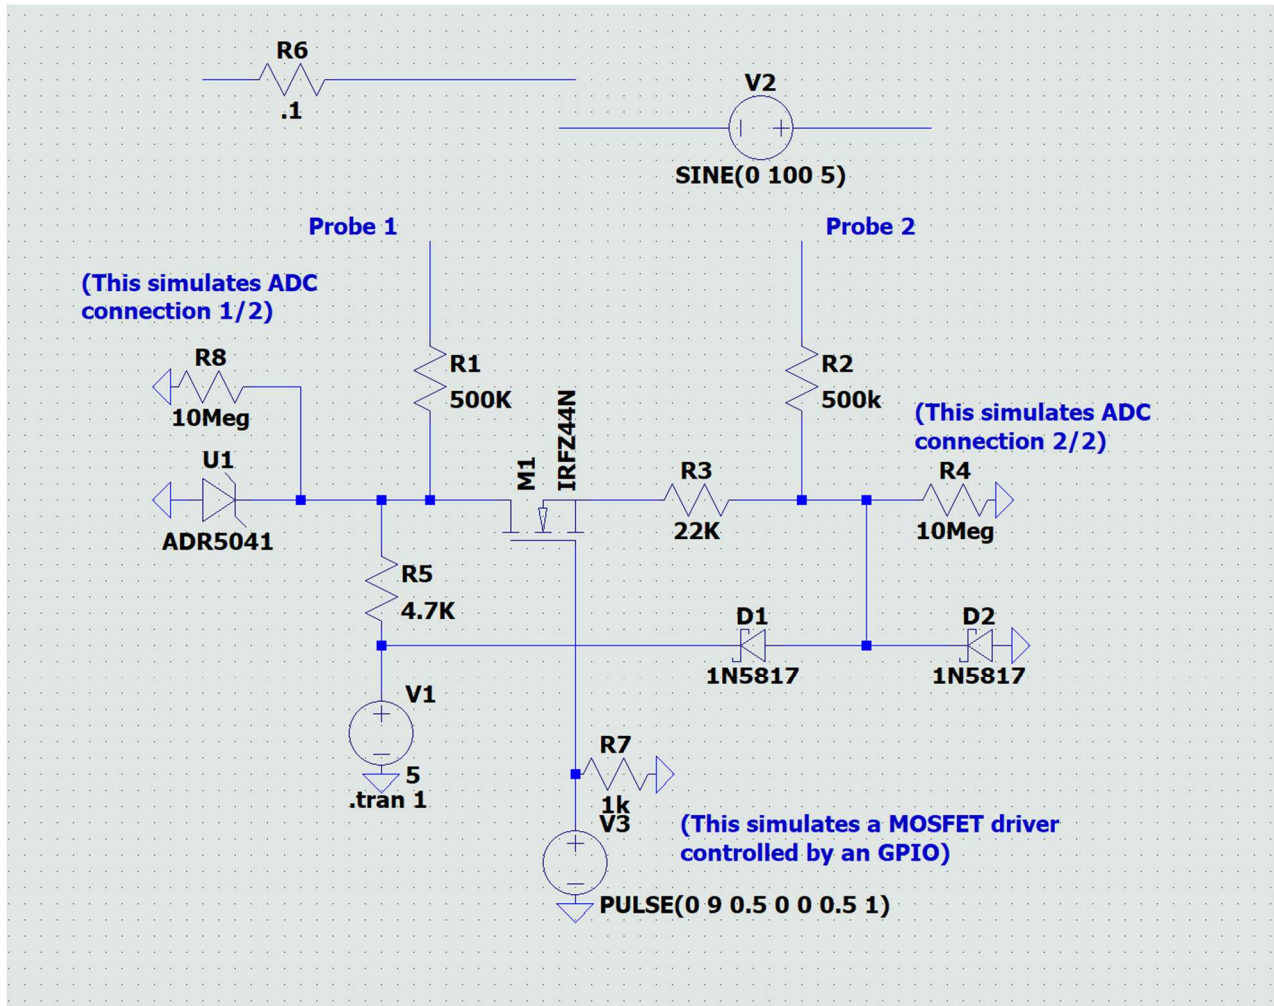 R6
.1
V2
SINE(0 100 5)
Probe 1
Probe 2
(This simulates ADC
connection 1/2)
R8
10Meg
R1
500K
R2
500k
(This simulates ADC
connection 2/2)
U1
ADR5041
M1
IRFZ44N
R3
22K
R4
10Meg
R5
4.7K
D1
1N5817
D2
1N5817
V1
5
.tran 1
R7
1k
V3
(This simulates a MOSFET driver
controlled by an GPIO)
PULSE(0 9 0.5 0 0 0.5 1)